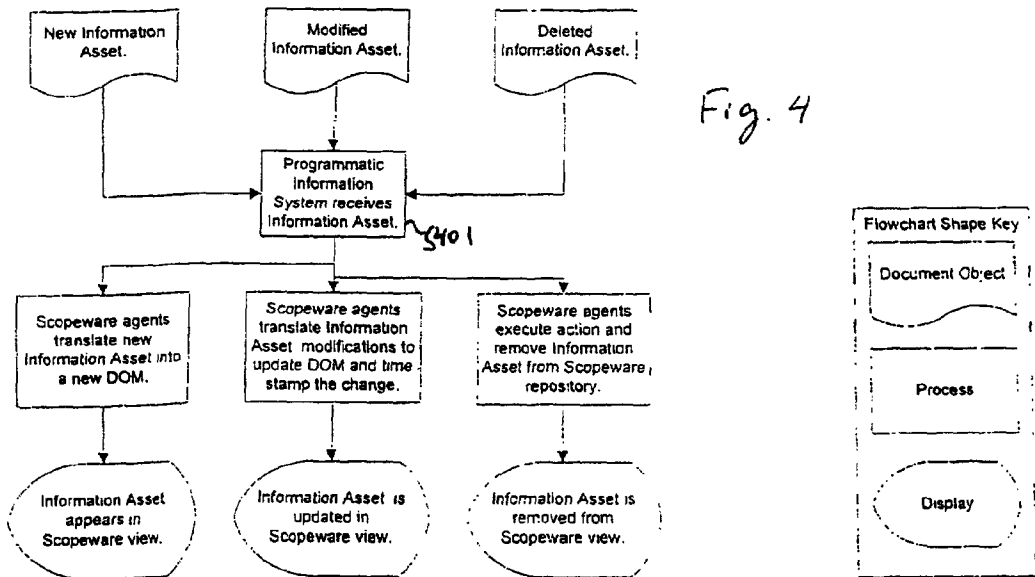 New Information
Asset.
Modified
Information Asset.
Deleted
Information Asset.
Fig. 4
Programmatic
Information
System receives
Information Asset.
S401
Flowchart Shape Key
Document Object
Process
Display
Scopeware agents
translate new
Information Asset into
a new DOM.
Scopeware agents
translate Information
Asset modifications to
update DOM and time
stamp the change.
Scopeware agents
execute action and
remove Information
Asset from Scopeware
repository.
Information Asset
appears in
Scopeware view.
Information Asset is
updated in
Scopeware view.
Information Asset is
removed from
Scopeware view.